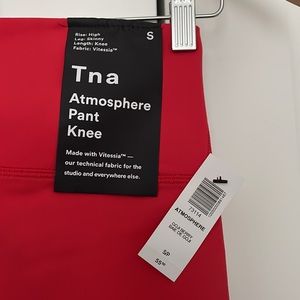 Rise: High
Leg: Skinny
Length: Knee
Fabric: Vitessia™
S
Tna
Atmosphere
Pant
Knee
Made with Vitessia™ —
our technical fabric for the
studio and everywhere else.
73114
ATMOSPHERE
S/P